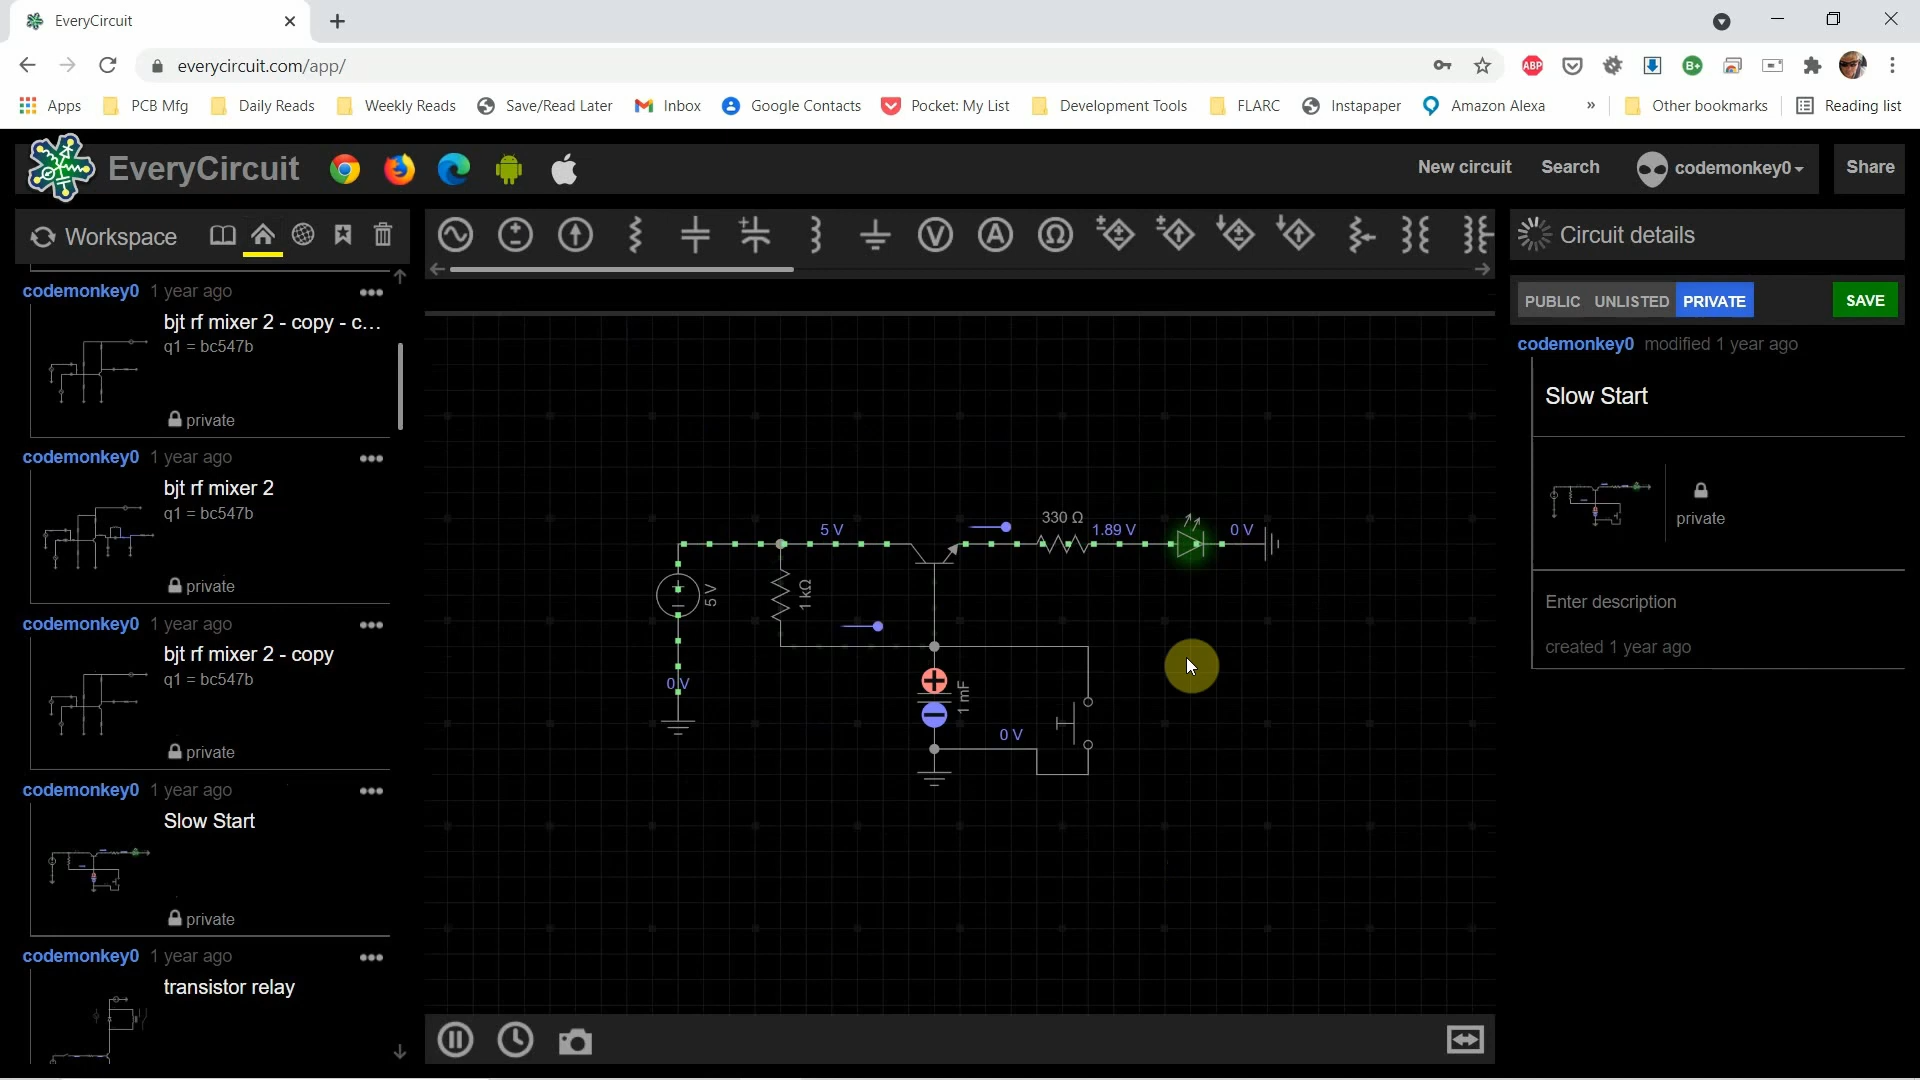 EveryCircuit
everycircuit.com/app/
ABP
B+
Apps PCB Mfg Daily Reads Weekly Reads Save/Read Later Inbox Google Contacts Pocket: My List Development Tools FLARC Instapaper Amazon Alexa » Other bookmarks Reading list
EveryCircuit New circuit Search codemonkey0 Share
Workspace
V A Ω
Circuit details
PUBLIC UNLISTED PRIVATE SAVE
codemonkey0 modified 1 year ago
Slow Start
private
Enter description
created 1 year ago
codemonkey0 1 year ago
bjt rf mixer 2 - copy - c...
q1 = bc547b
private
codemonkey0 1 year ago
bjt rf mixer 2
q1 = bc547b
private
codemonkey0 1 year ago
bjt rf mixer 2 - copy
q1 = bc547b
private
codemonkey0 1 year ago
Slow Start
private
codemonkey0 1 year ago
transistor relay
330 Ω
5 V 1.89 V 0 V
5 V
1 kΩ
0 V
1 mF
0 V